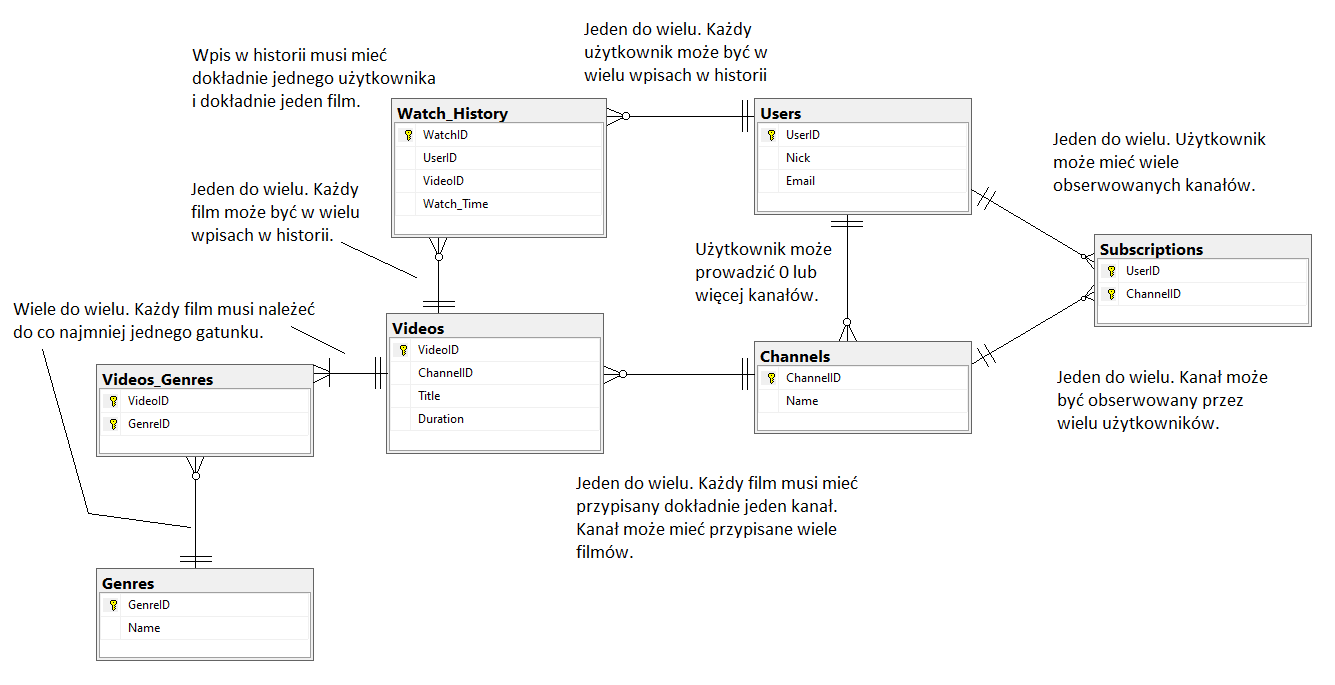 Jeden do wielu. Każdy
użytkownik może być w
wielu wpisach w historii
Wpis w historii musi mieć
dokładnie jednego użytkownika
i dokładnie jeden film.
Watch_History
WatchID
UserID
VideoID
Watch_Time
Users
UserID
Nick
Email
Jeden do wielu. Użytkownik
może mieć wiele
obserwowanych kanałów.
Jeden do wielu. Każdy
film może być w wielu
wpisach w historii.
Użytkownik może
prowadzić 0 lub
więcej kanałów.
Subscriptions
UserID
ChannelID
Wiele do wielu. Każdy film musi należeć
do co najmniej jednego gatunku.
Videos
VideoID
ChannelID
Title
Duration
Channels
ChannelID
Name
Videos_Genres
VideoID
GenreID
Jeden do wielu. Kanał może
być obserwowany przez
wielu użytkowników.
Jeden do wielu. Każdy film musi mieć
przypisany dokładnie jeden kanał.
Kanał może mieć przypisane wiele
filmów.
Genres
GenreID
Name